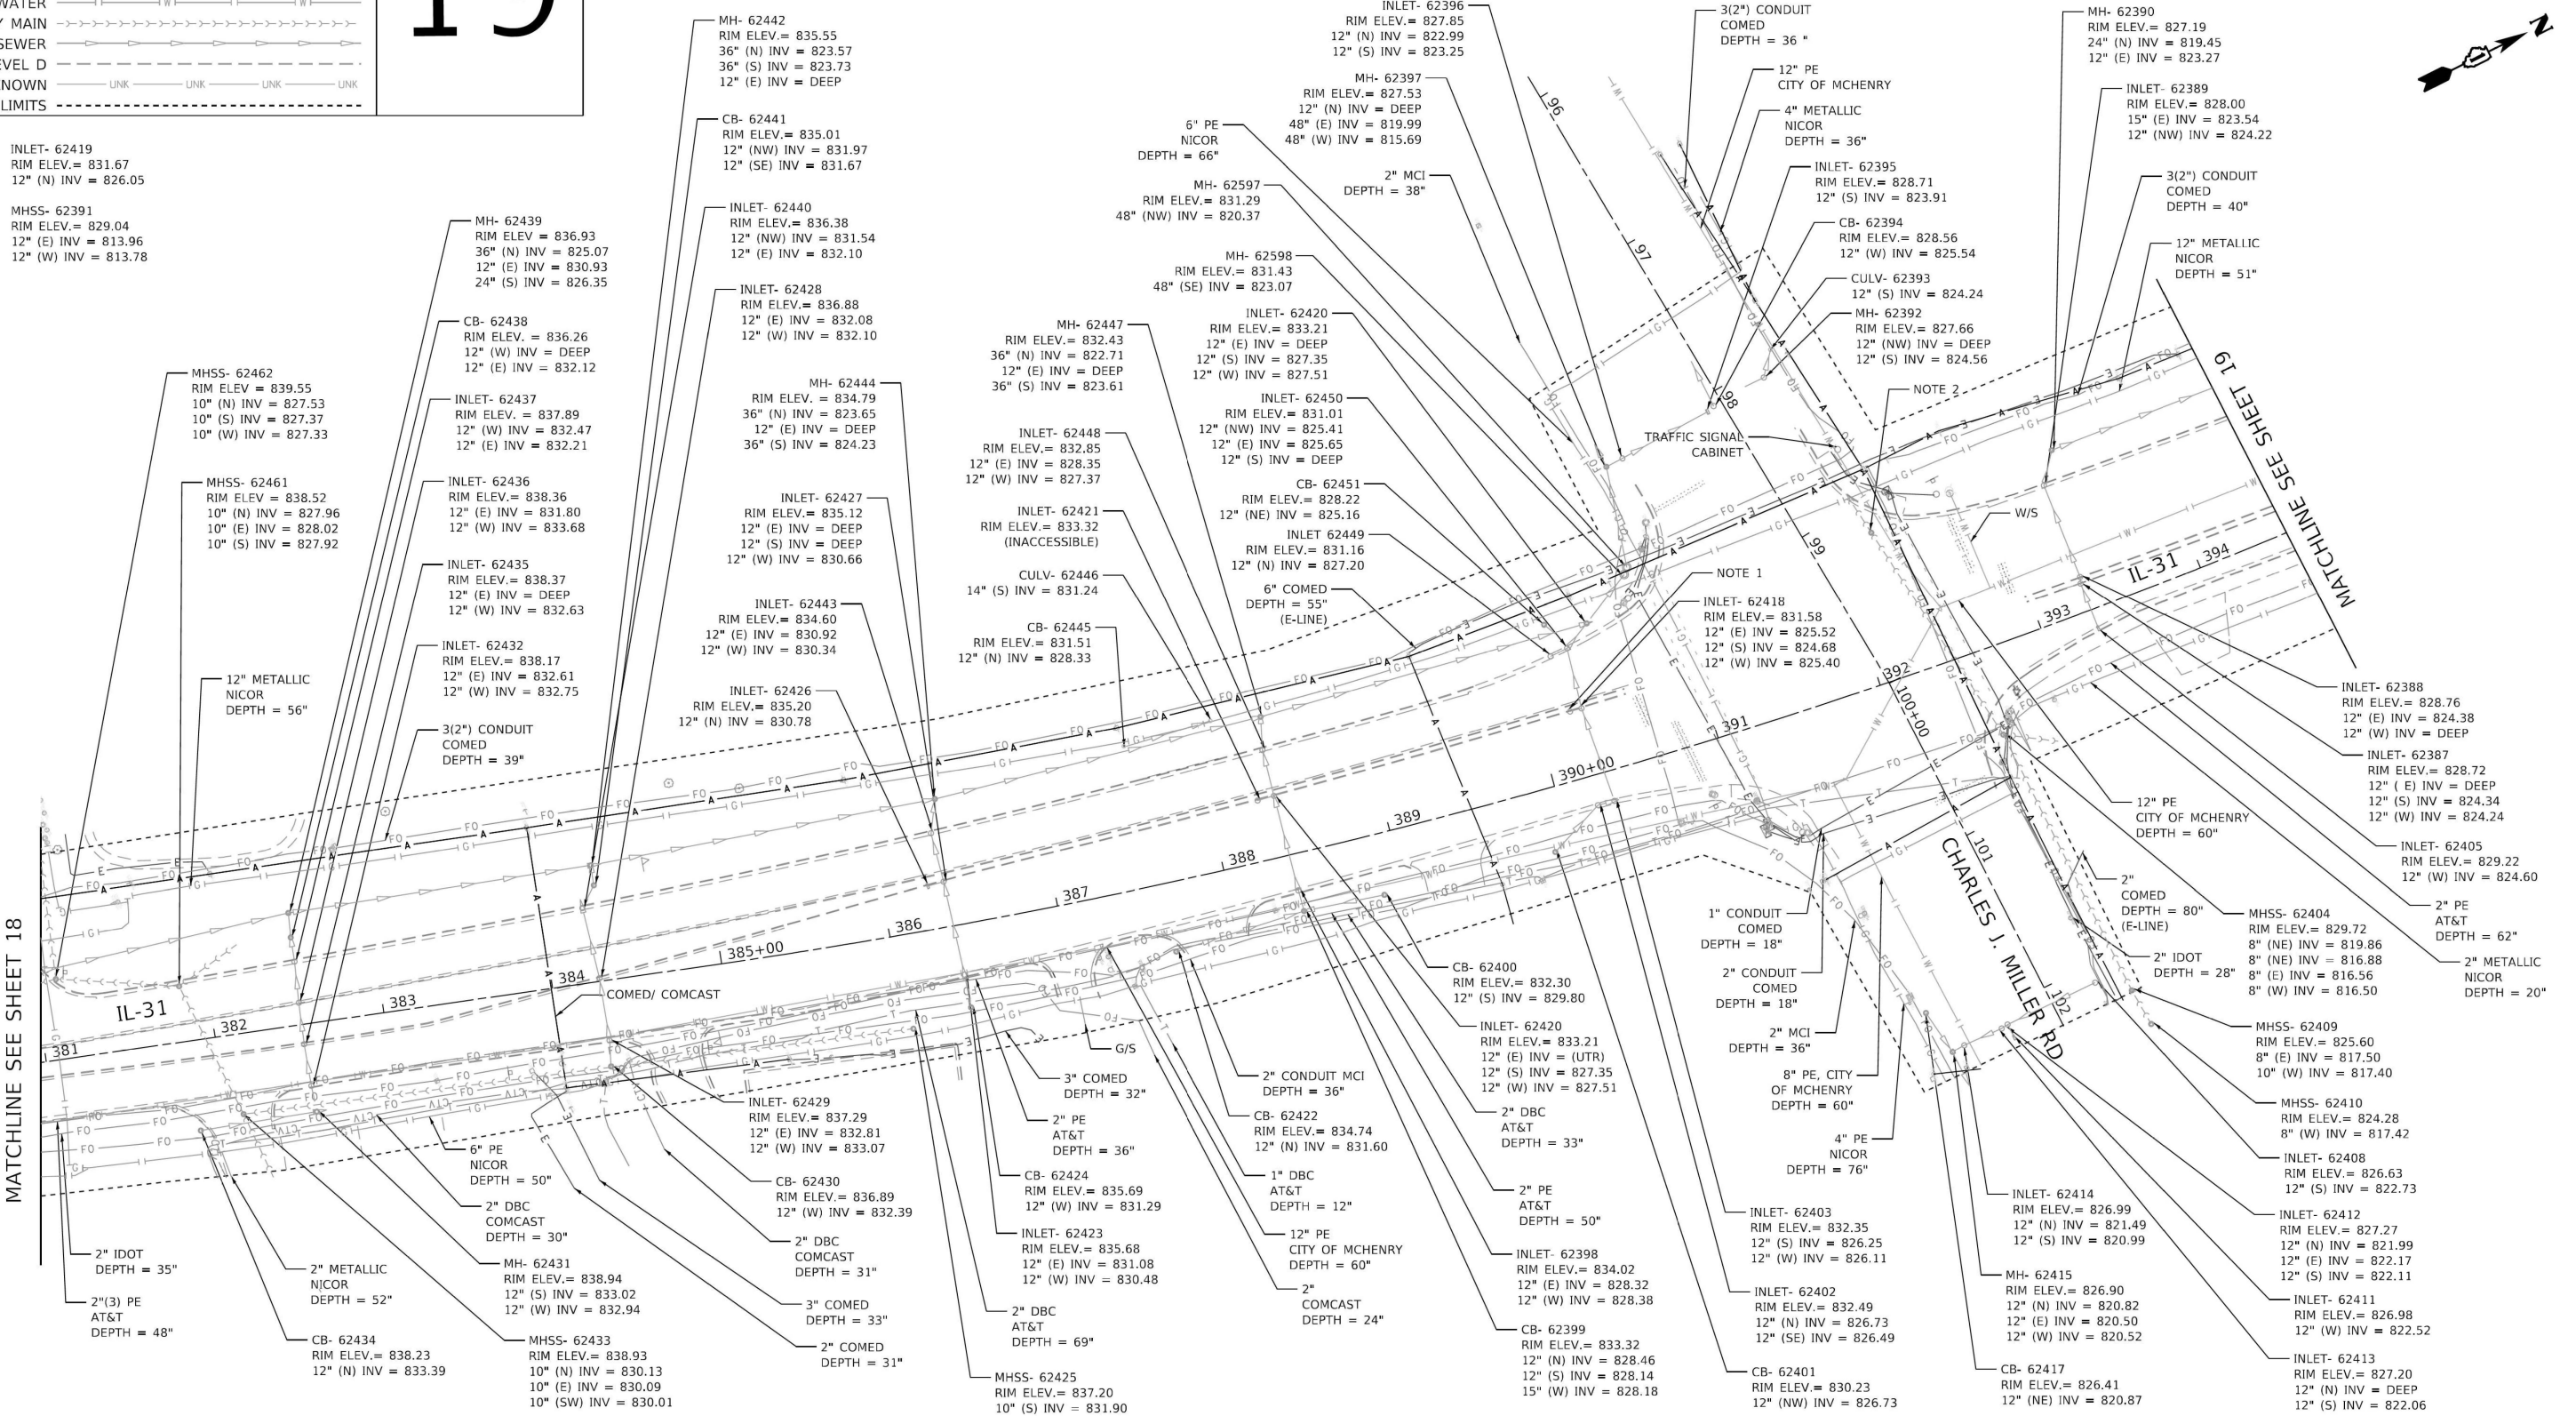 WATER
MAIN
SEWER
EVEL D
NOWN
LIMITS
UNK UNK UNK UNK
INLET- 62419
RIM ELEV.= 831.67
12" (N) INV = 826.05
MHSS- 62391
RIM ELEV.= 829.04
12" (E) INV = 813.96
12" (W) INV = 813.78
MHSS- 62462
RIM ELEV = 839.55
10" (N) INV = 827.53
10" (S) INV = 827.37
10" (W) INV = 827.33
MHSS- 62461
RIM ELEV = 838.52
10" (N) INV = 827.96
10" (E) INV = 828.02
10" (S) INV = 827.92
12" METALLIC
NICOR
DEPTH = 56"
MH- 62439
RIM ELEV = 836.93
36" (N) INV = 825.07
12" (E) INV = 830.93
24" (S) INV = 826.35
CB- 62438
RIM ELEV. = 836.26
12" (W) INV = DEEP
12" (E) INV = 832.12
INLET- 62437
RIM ELEV.= 837.89
12" (W) INV = 832.47
12" (E) INV = 832.21
INLET- 62436
RIM ELEV.= 838.36
12" (E) INV = 831.80
12" (W) INV = 833.68
INLET- 62435
RIM ELEV.= 838.37
12" (E) INV = DEEP
12" (W) INV = 832.63
INLET- 62432
RIM ELEV.= 838.17
12" (E) INV = 832.61
12" (W) INV = 832.75
3(2") CONDUIT
COMED
DEPTH = 39"
MH- 62442
RIM ELEV.= 835.55
36" (N) INV = 823.57
36" (S) INV = 823.73
12" (E) INV = DEEP
CB- 62441
RIM ELEV.= 835.01
12" (NW) INV = 831.97
12" (SE) INV = 831.67
INLET- 62440
RIM ELEV.= 836.38
12" (NW) INV = 831.54
12" (E) INV = 832.10
INLET- 62428
RIM ELEV.= 836.88
12" (E) INV = 832.08
12" (W) INV = 832.10
MH- 62444
RIM ELEV. = 834.79
36" (N) INV = 823.65
12" (E) INV = DEEP
36" (S) INV = 824.23
INLET- 62427
RIM ELEV.= 835.12
12" (E) INV = DEEP
12" (S) INV = DEEP
12" (W) INV = 830.66
INLET- 62443
RIM ELEV.= 834.60
12" (E) INV = 830.92
12" (W) INV = 830.34
INLET- 62426
RIM ELEV.= 835.20
12" (N) INV = 830.78
MH- 62447
RIM ELEV.= 832.43
36" (N) INV = 822.71
12" (E) INV = DEEP
36" (S) INV = 823.61
INLET- 62448
RIM ELEV.= 832.85
12" (E) INV = 828.35
12" (W) INV = 827.37
INLET- 62421
RIM ELEV.= 833.32
(INACCESSIBLE)
CULV- 62446
14" (S) INV = 831.24
CB- 62445
RIM ELEV.= 831.51
12" (N) INV = 828.33
6" PE
NICOR
DEPTH = 66"
MH- 62597
RIM ELEV.= 831.29
48" (NW) INV = 820.37
MH- 62598
RIM ELEV.= 831.43
48" (SE) INV = 823.07
INLET- 62420
RIM ELEV.= 833.21
12" (E) INV = DEEP
12" (S) INV = 827.35
12" (W) INV = 827.51
INLET- 62450
RIM ELEV.= 831.01
12" (NW) INV = 825.41
12" (E) INV = 825.65
12" (S) INV = DEEP
CB- 62451
RIM ELEV.= 828.22
12" (NE) INV = 825.16
INLET 62449
RIM ELEV.= 831.16
12" (N) INV = 827.20
6" COMED
DEPTH = 55"
(E-LINE)
INLET- 62396
RIM ELEV.= 827.85
12" (N) INV = 822.99
12" (S) INV = 823.25
MH- 62397
RIM ELEV.= 827.53
12" (N) INV = DEEP
48" (E) INV = 819.99
48" (W) INV = 815.69
2" MCI
DEPTH = 38"
3(2") CONDUIT
COMED
DEPTH = 36 "
12" PE
CITY OF MCHENRY
4" METALLIC
NICOR
DEPTH = 36"
INLET- 62395
RIM ELEV.= 828.71
12" (S) INV = 823.91
CB- 62394
RIM ELEV.= 828.56
12" (W) INV = 825.54
CULV- 62393
12" (S) INV = 824.24
MH- 62392
RIM ELEV.= 827.66
12" (NW) INV = DEEP
12" (S) INV = 824.56
NOTE 2
TRAFFIC SIGNAL
CABINET
W/S
NOTE 1
INLET- 62418
RIM ELEV.= 831.58
12" (E) INV = 825.52
12" (S) INV = 824.68
12" (W) INV = 825.40
MH- 62390
RIM ELEV.= 827.19
24" (N) INV = 819.45
12" (E) INV = 823.27
INLET- 62389
RIM ELEV.= 828.00
15" (E) INV = 823.54
12" (NW) INV = 824.22
3(2") CONDUIT
COMED
DEPTH = 40"
12" METALLIC
NICOR
DEPTH = 51"
N
MATCHLINE SEE SHEET 19
MATCHLINE SEE SHEET 18
IL-31
IL-31
CHARLES J. MILLER RD
381
382
383
384
385+00
386
387
388
389
390+00
391
392
393
394
96
97
98
99
100+00
101
102
COMED/ COMCAST
G/S
INLET- 62388
RIM ELEV.= 828.76
12" (E) INV = 824.38
12" (W) INV = DEEP
INLET- 62387
RIM ELEV.= 828.72
12" ( E) INV = DEEP
12" (S) INV = 824.34
12" (W) INV = 824.24
INLET- 62405
RIM ELEV.= 829.22
12" (W) INV = 824.60
2" PE
AT&T
DEPTH = 62"
2" METALLIC
NICOR
DEPTH = 20"
12" PE
CITY OF MCHENRY
DEPTH = 60"
2"
COMED
DEPTH = 80"
(E-LINE)
2" IDOT
DEPTH = 28"
MHSS- 62404
RIM ELEV.= 829.72
8" (NE) INV = 819.86
8" (NE) INV = 816.88
8" (E) INV = 816.56
8" (W) INV = 816.50
MHSS- 62409
RIM ELEV.= 825.60
8" (E) INV = 817.50
10" (W) INV = 817.40
MHSS- 62410
RIM ELEV.= 824.28
8" (W) INV = 817.42
INLET- 62408
RIM ELEV.= 826.63
12" (S) INV = 822.73
INLET- 62412
RIM ELEV.= 827.27
12" (N) INV = 821.99
12" (E) INV = 822.17
12" (S) INV = 822.11
INLET- 62411
RIM ELEV.= 826.98
12" (W) INV = 822.52
INLET- 62413
RIM ELEV.= 827.20
12" (N) INV = DEEP
12" (S) INV = 822.06
1" CONDUIT
COMED
DEPTH = 18"
2" CONDUIT
COMED
DEPTH = 18"
2" MCI
DEPTH = 36"
8" PE, CITY
OF MCHENRY
DEPTH = 60"
4" PE
NICOR
DEPTH = 76"
INLET- 62414
RIM ELEV.= 826.99
12" (N) INV = 821.49
12" (S) INV = 820.99
MH- 62415
RIM ELEV.= 826.90
12" (N) INV = 820.82
12" (E) INV = 820.50
12" (W) INV = 820.52
CB- 62417
RIM ELEV.= 826.41
12" (NE) INV = 820.87
CB- 62400
RIM ELEV.= 832.30
12" (S) INV = 829.80
INLET- 62420
RIM ELEV.= 833.21
12" (E) INV = (UTR)
12" (S) INV = 827.35
12" (W) INV = 827.51
2" DBC
AT&T
DEPTH = 33"
2" PE
AT&T
DEPTH = 50"
INLET- 62398
RIM ELEV.= 834.02
12" (E) INV = 828.32
12" (W) INV = 828.38
CB- 62399
RIM ELEV.= 833.32
12" (N) INV = 828.46
12" (S) INV = 828.14
15" (W) INV = 828.18
INLET- 62403
RIM ELEV.= 832.35
12" (S) INV = 826.25
12" (W) INV = 826.11
INLET- 62402
RIM ELEV.= 832.49
12" (N) INV = 826.73
12" (SE) INV = 826.49
CB- 62401
RIM ELEV.= 830.23
12" (NW) INV = 826.73
2" CONDUIT MCI
DEPTH = 36"
CB- 62422
RIM ELEV.= 834.74
12" (N) INV = 831.60
1" DBC
AT&T
DEPTH = 12"
12" PE
CITY OF MCHENRY
DEPTH = 60"
2"
COMCAST
DEPTH = 24"
3" COMED
DEPTH = 32"
2" PE
AT&T
DEPTH = 36"
CB- 62424
RIM ELEV.= 835.69
12" (W) INV = 831.29
INLET- 62423
RIM ELEV.= 835.68
12" (E) INV = 831.08
12" (W) INV = 830.48
2" DBC
AT&T
DEPTH = 69"
MHSS- 62425
RIM ELEV.= 837.20
10" (S) INV = 831.90
INLET- 62429
RIM ELEV.= 837.29
12" (E) INV = 832.81
12" (W) INV = 833.07
CB- 62430
RIM ELEV.= 836.89
12" (W) INV = 832.39
2" DBC
COMCAST
DEPTH = 31"
3" COMED
DEPTH = 33"
2" COMED
DEPTH = 31"
6" PE
NICOR
DEPTH = 50"
2" DBC
COMCAST
DEPTH = 30"
MH- 62431
RIM ELEV.= 838.94
12" (S) INV = 833.02
12" (W) INV = 832.94
MHSS- 62433
RIM ELEV.= 838.93
10" (N) INV = 830.13
10" (E) INV = 830.09
10" (SW) INV = 830.01
2" METALLIC
NICOR
DEPTH = 52"
CB- 62434
RIM ELEV.= 838.23
12" (N) INV = 833.39
2" IDOT
DEPTH = 35"
2"(3) PE
AT&T
DEPTH = 48"